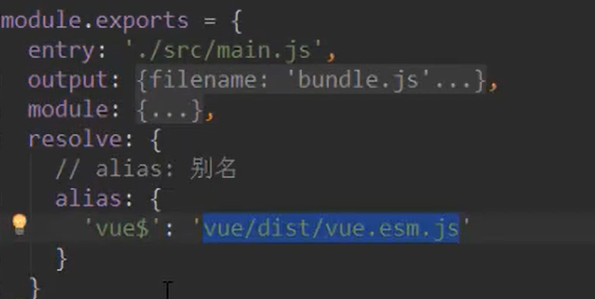 module.exports = {
  entry: './src/main.js',
  output: {filename: 'bundle.js'...},
  module: {...},
  resolve: {
    // alias: 别名
    alias: {
      'vue$': 'vue/dist/vue.esm.js'
    }
  }